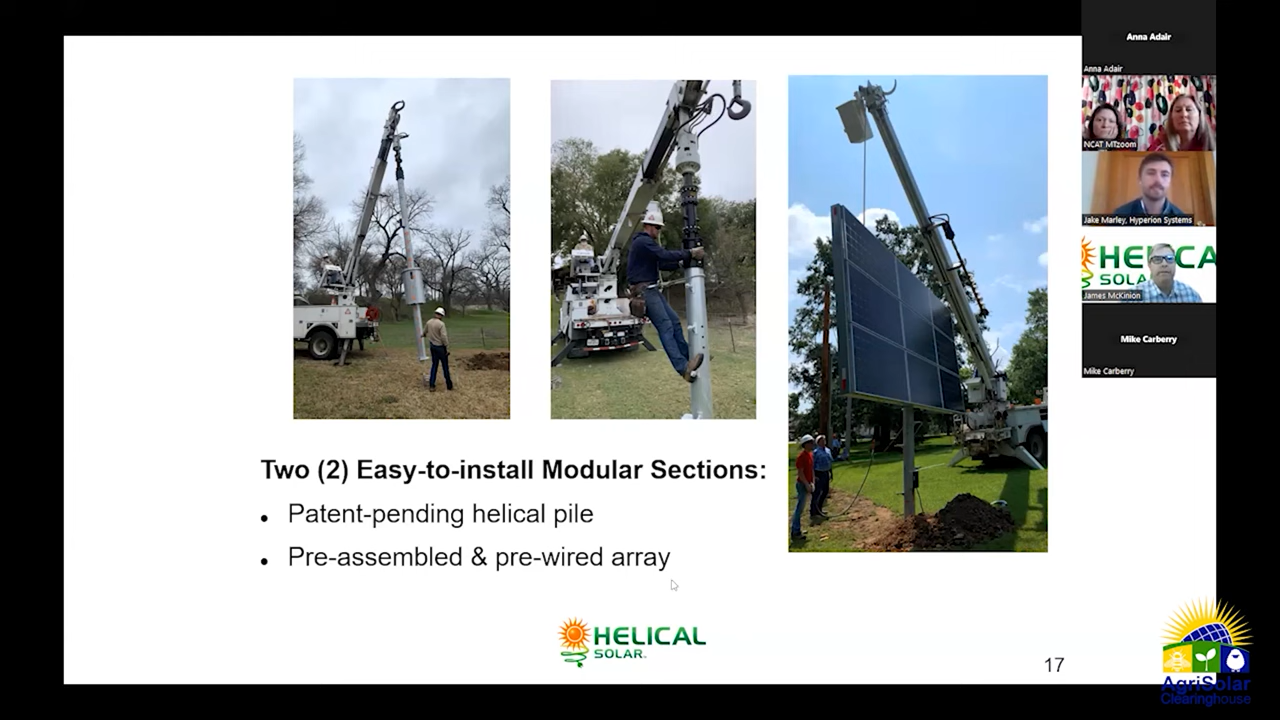 Two (2) Easy-to-install Modular Sections:
Patent-pending helical pile
Pre-assembled & pre-wired array
HELICAL
SOLAR™
17
Anna Adair
Anna Adair
NCAT MTzoom
Jake Marley, Hyperion Systems
HELICA
SOLA
James McKinion
Mike Carberry
Mike Carberry
AgriSolar
Clearinghouse